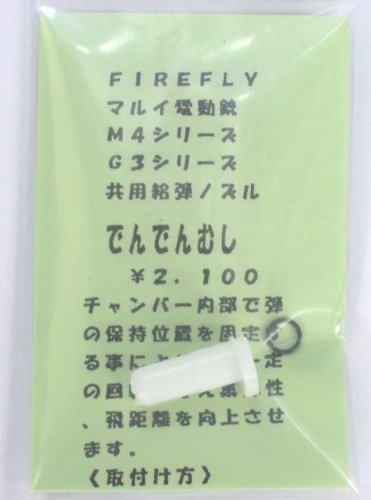 FIREFLY
マルイ電動銃
M4シリーズ
G3シリーズ
共用給弾ノズル
でんでんむし
¥2.100
チャンバー内部で弾
の保持位置を固定
る事によ 一定
の回 性
、飛距離を向上させ
ます。
〈取付け方〉